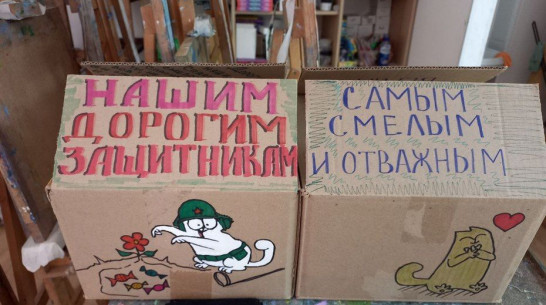 НАШИМ
ДОРОГИМ
ЗАЩИТНИКАМ
САМЫМ
СМЕЛЫМ
И ОТВАЖНЫМ